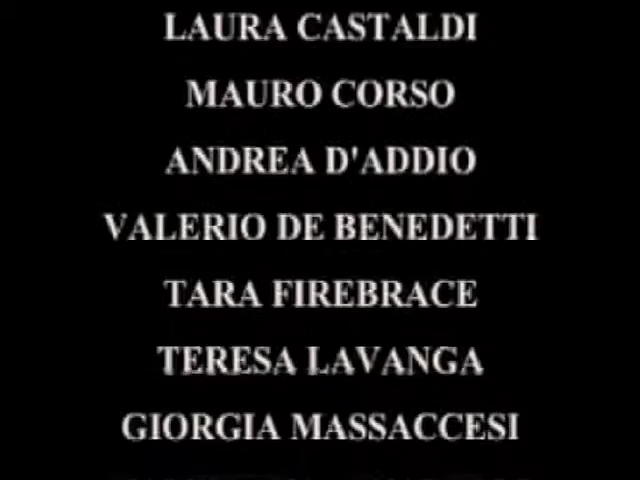 LAURA CASTALDI
MAURO CORSO
ANDREA D'ADDIO
VALERIO DE BENEDETTI
TARA FIREBRACE
TERESA LAVANGA
GIORGIA MASSACCESI